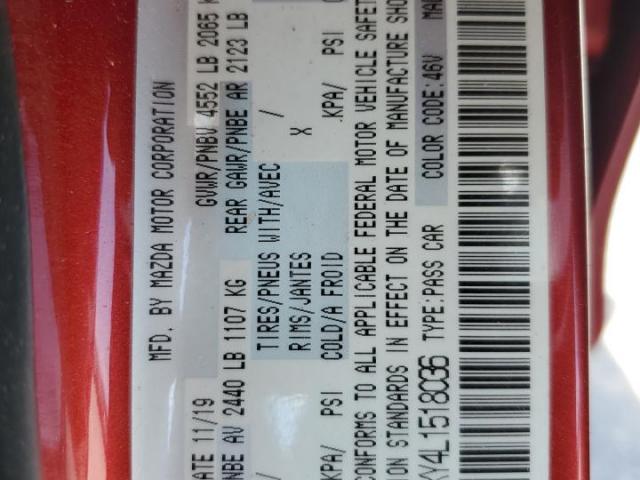 MFD. BY MAZDA MOTOR CORPORATION
ATE 11/19 GVWR/PNBV 4552 LB 2065
NBE AV 2440 LB 1107 KG REAR GAWR/PNBE AR 2123 LB
/ TIRES/PNEUS WITH/AVEC /
RIMS/JANTES X
KPA/ PSI COLD/A FROID .KPA/ PSI
CONFORMS TO ALL APPLICABLE FEDERAL MOTOR VEHICLE SAFET
ON STANDARDS IN EFFECT ON THE DATE OF MANUFACTURE SHO
KY4L1518036 TYPE:PASS CAR COLOR CODE:46V MA